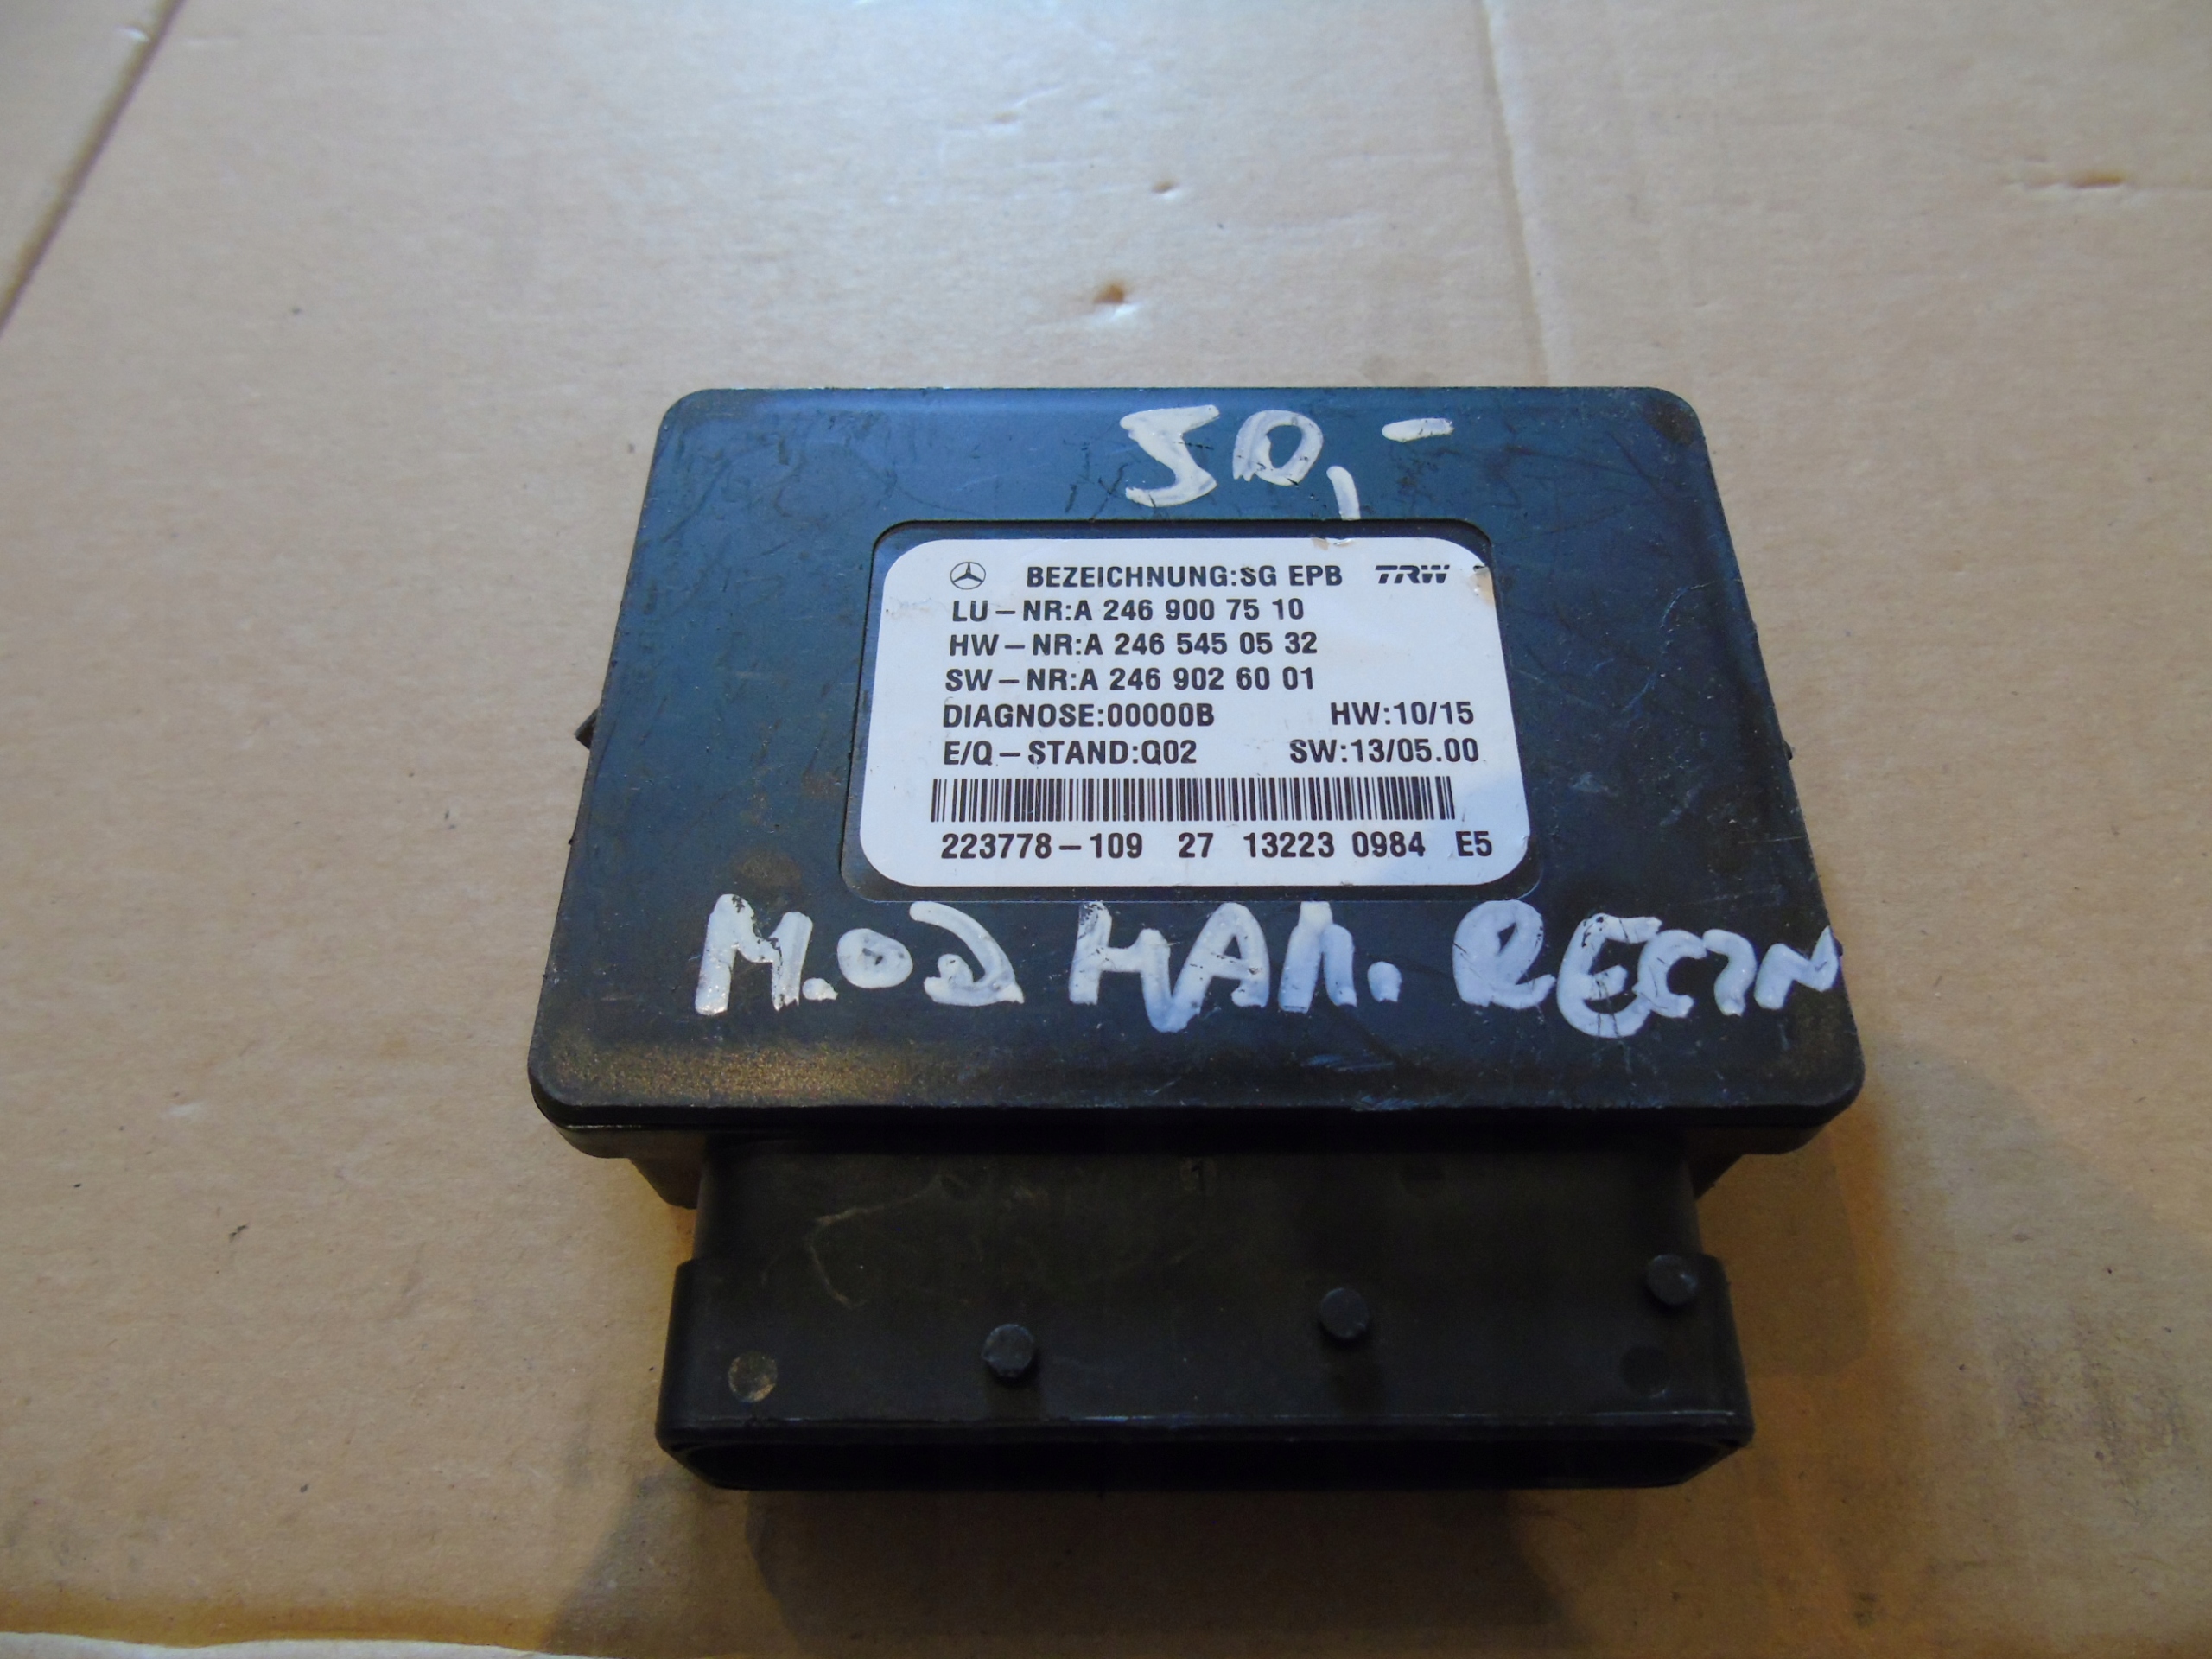 50,-
BEZEICHNUNG:SG EPB TRW
LU-NR:A 246 900 75 10
HW-NR:A 246 545 05 32
SW-NR:A 246 902 60 01
DIAGNOSE:00000B HW:10/15
E/Q-STAND:Q02 SW:13/05.00
223778-109 27 13223 0984 E5
M.OD HAM. RECZN